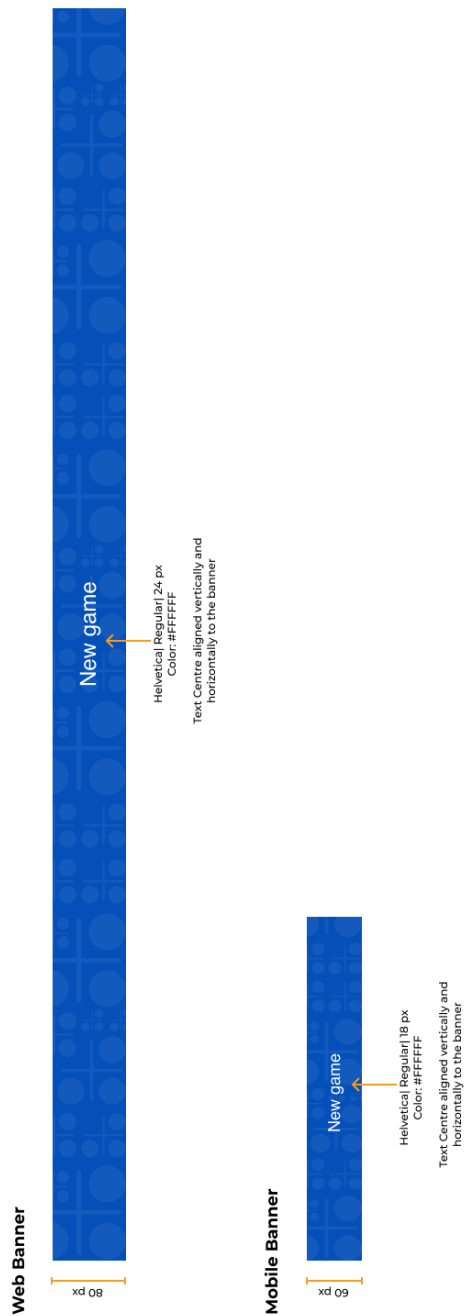 Web Banner
80 px
New game
Helvetica| Regular| 24 px
Color: #FFFFFF
Text Centre aligned vertically and
horizontally to the banner
Mobile Banner
60 px
New game
Helvetica| Regular| 18 px
Color: #FFFFFF
Text Centre aligned vertically and
horizontally to the banner